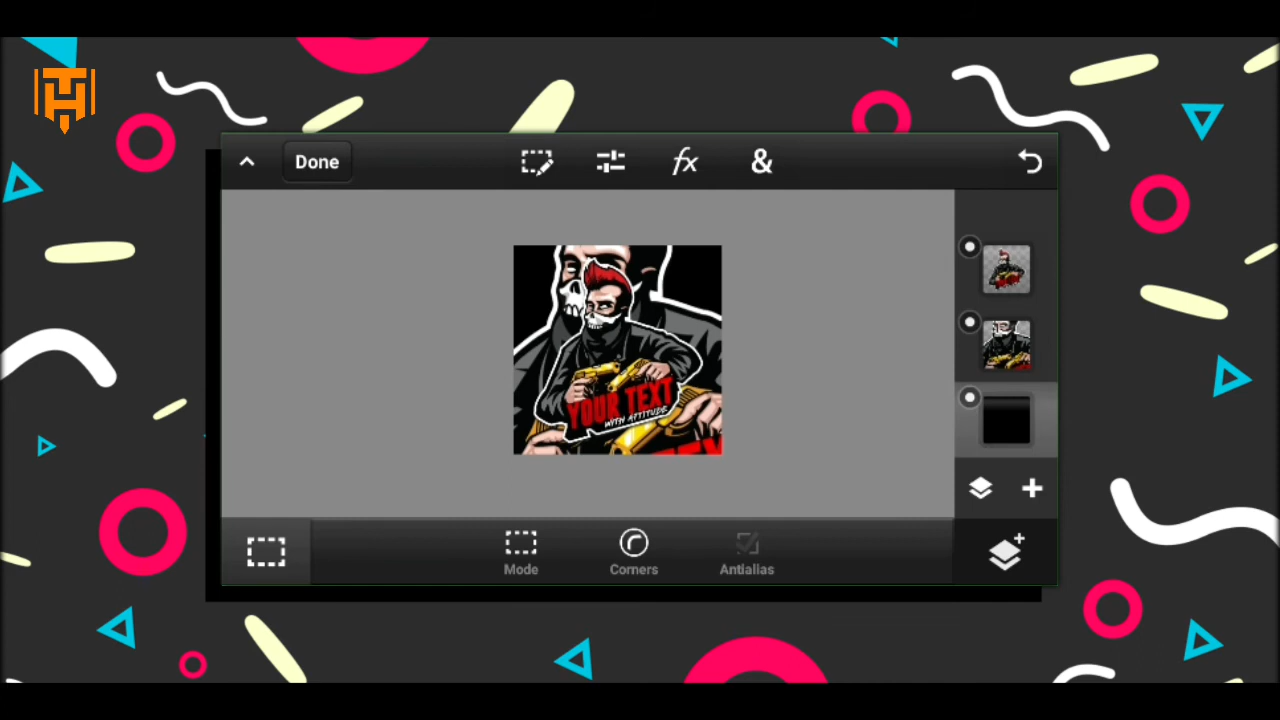 Done
fx
&
YOUR TEXT
WITH ATTITUDE
Mode
Corners
Antialias